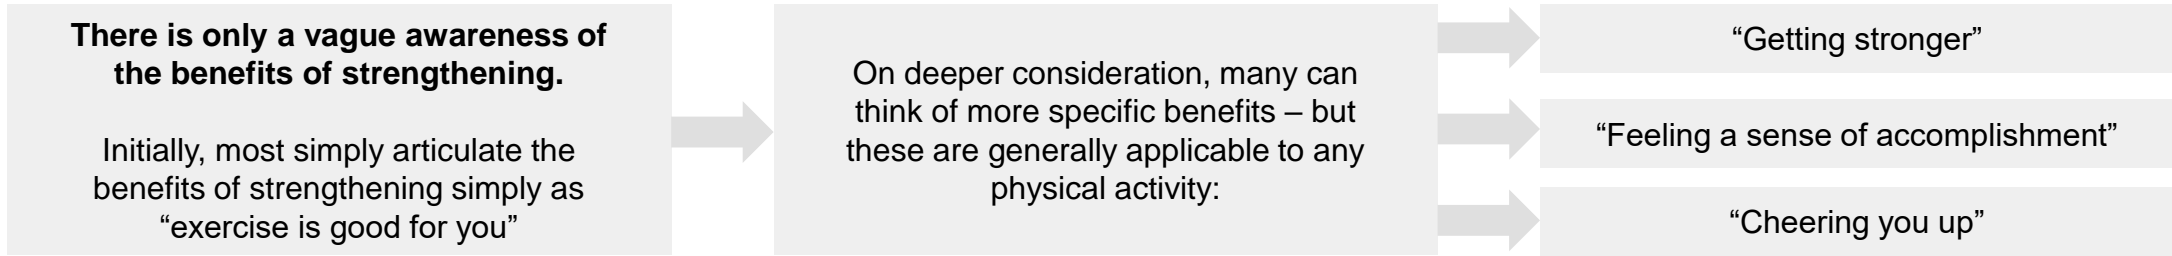 There is only a vague awareness of
the benefits of strengthening.
Initially, most simply articulate the
benefits of strengthening simply as
“exercise is good for you”
On deeper consideration, many can
think of more specific benefits – but
these are generally applicable to any
physical activity:
“Getting stronger”
“Feeling a sense of accomplishment”
“Cheering you up”